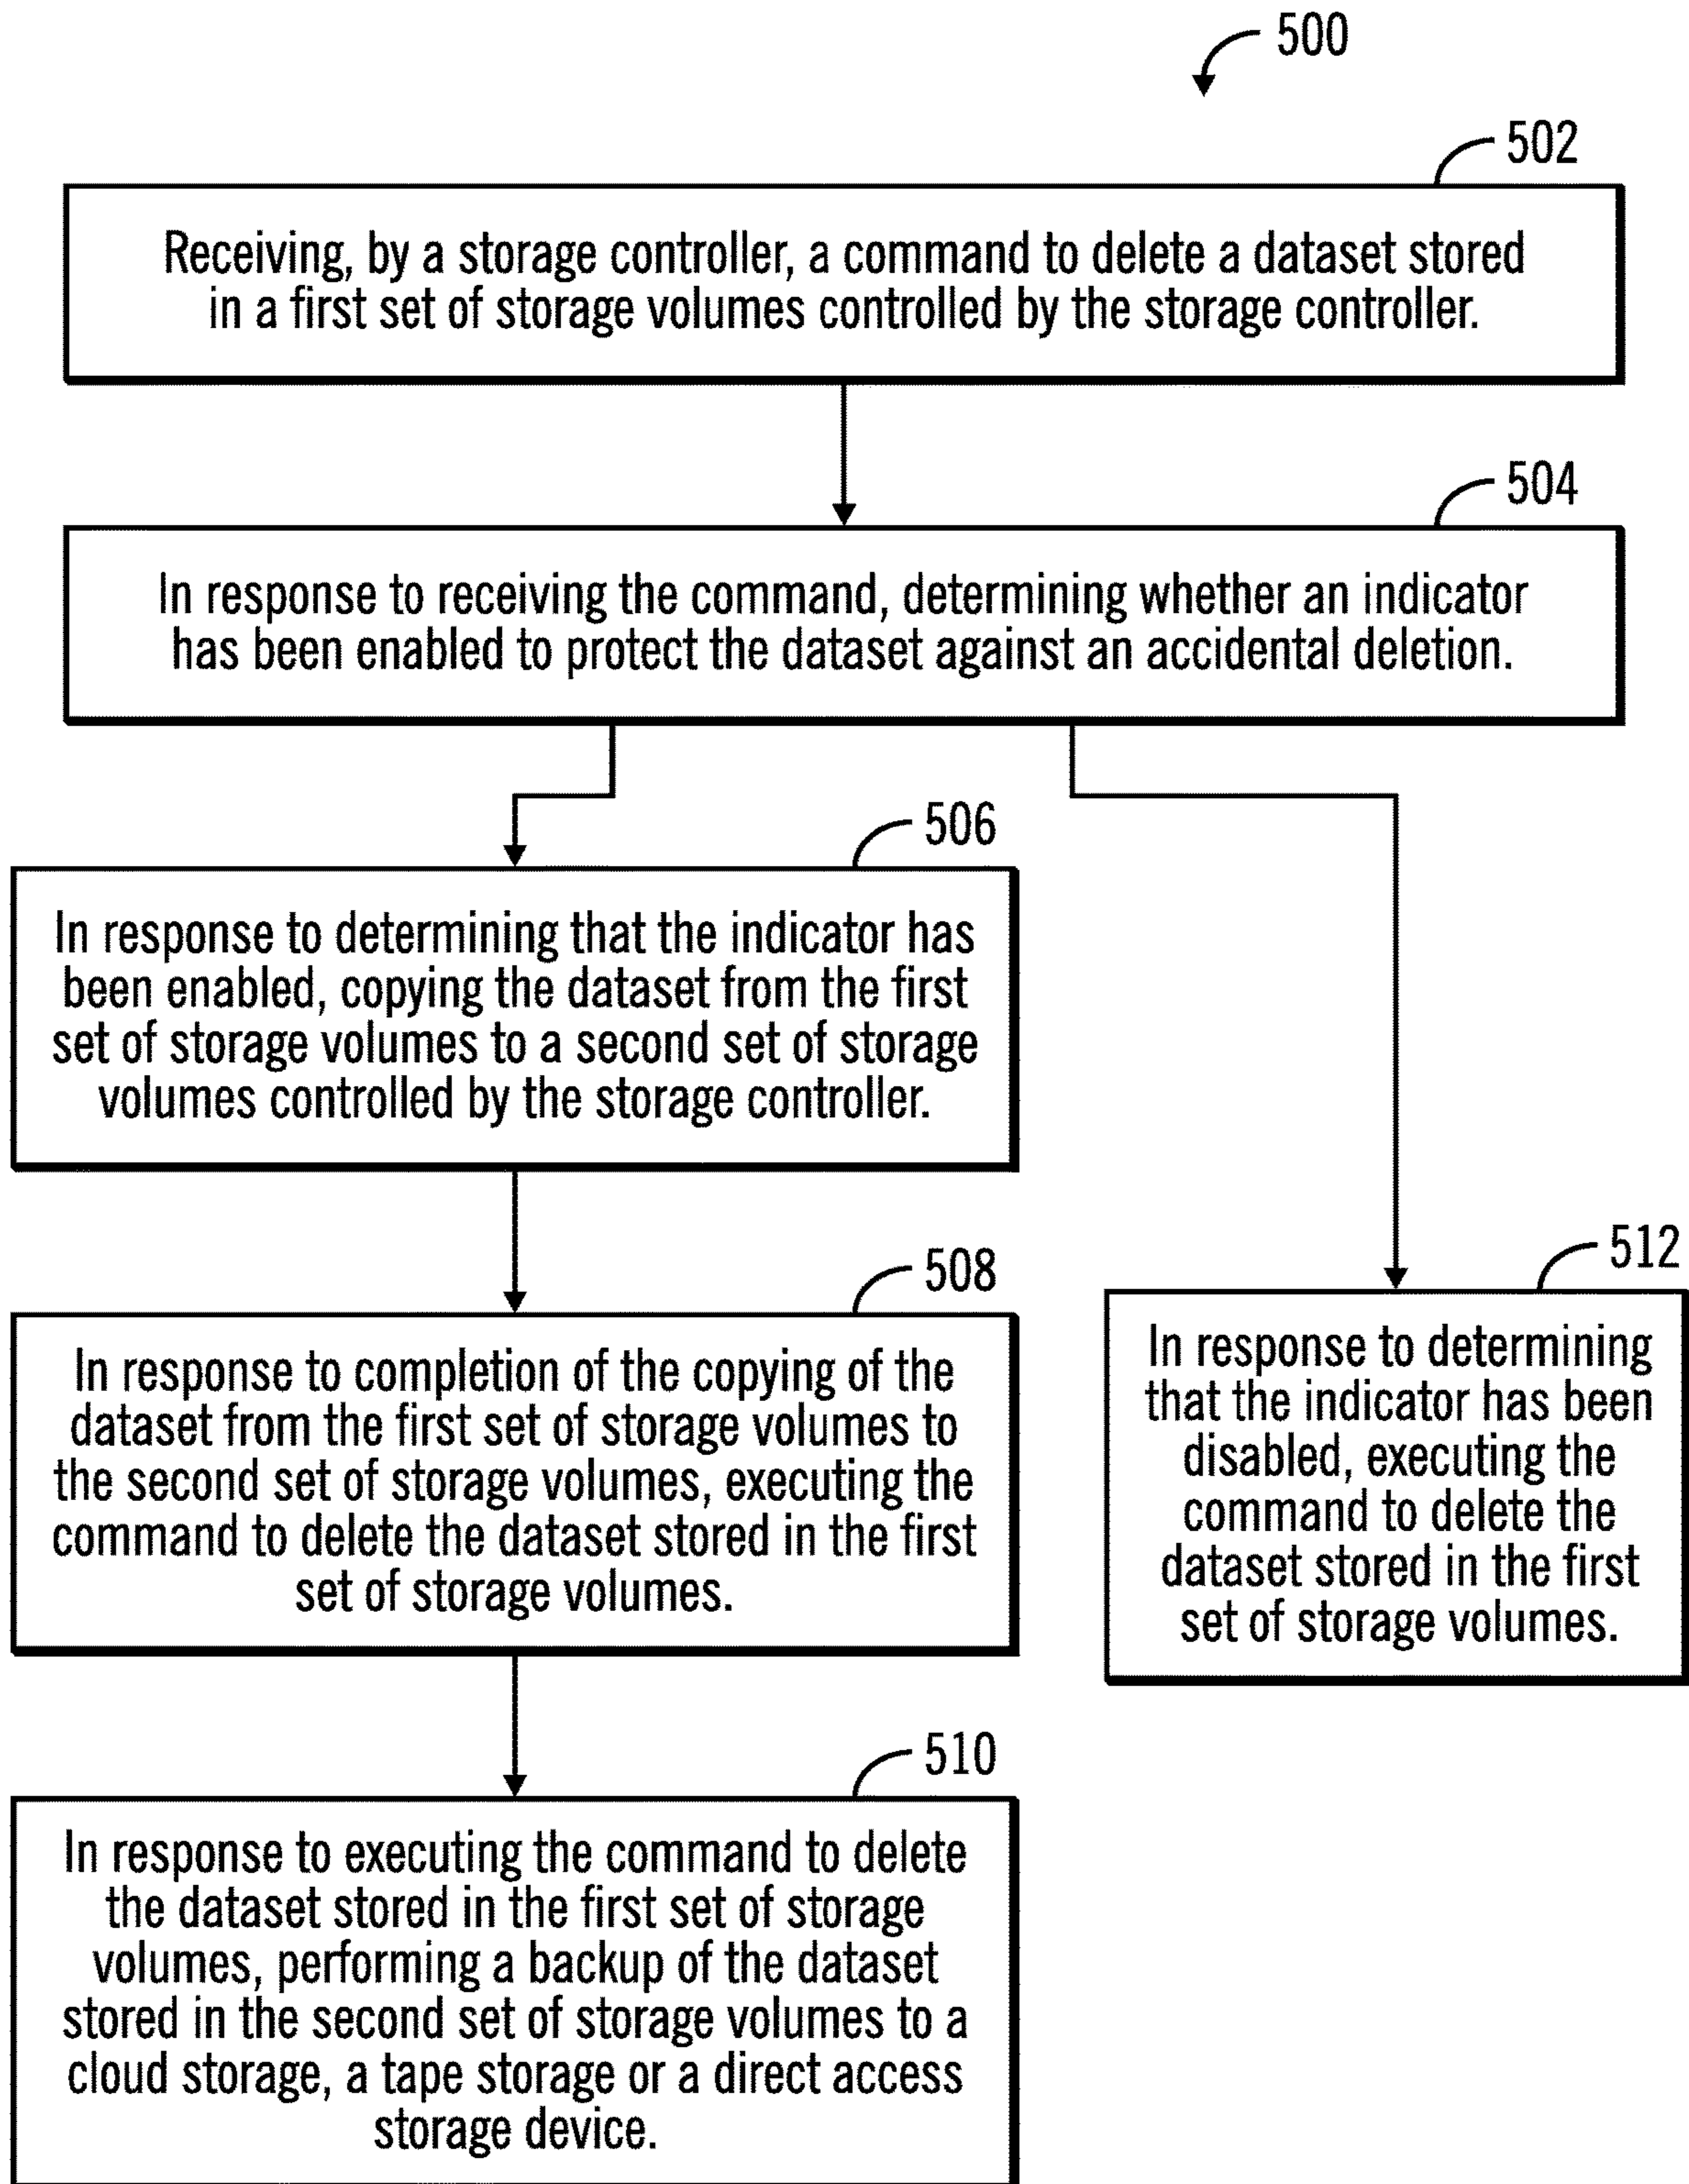 500
502
Receiving, by a storage controller, a command to delete a dataset stored
in a first set of storage volumes controlled by the storage controller.
504
In response to receiving the command, determining whether an indicator
has been enabled to protect the dataset against an accidental deletion.
506
In response to determining that the indicator has
been enabled, copying the dataset from the first
set of storage volumes to a second set of storage
volumes controlled by the storage controller.
508
In response to completion of the copying of the
dataset from the first set of storage volumes to
the second set of storage volumes, executing the
command to delete the dataset stored in the first
set of storage volumes.
512
In response to determining
that the indicator has been
disabled, executing the
command to delete the
dataset stored in the first
set of storage volumes.
510
In response to executing the command to delete
the dataset stored in the first set of storage
volumes, performing a backup of the dataset
stored in the second set of storage volumes to a
cloud storage, a tape storage or a direct access
storage device.